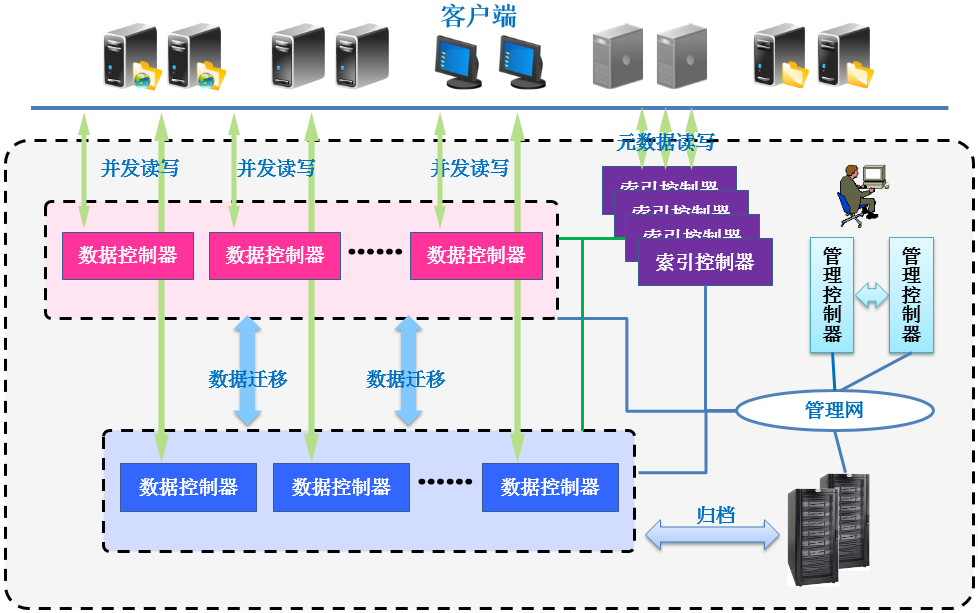 客户端
并发读写
并发读写
并发读写
元数据读写
索引控制器
索引控制器
索引控制器
索引控制器
数据控制器
数据控制器
······
数据控制器
管理控制器
管理控制器
数据迁移
数据迁移
管理网
数据控制器
数据控制器
······
数据控制器
归档